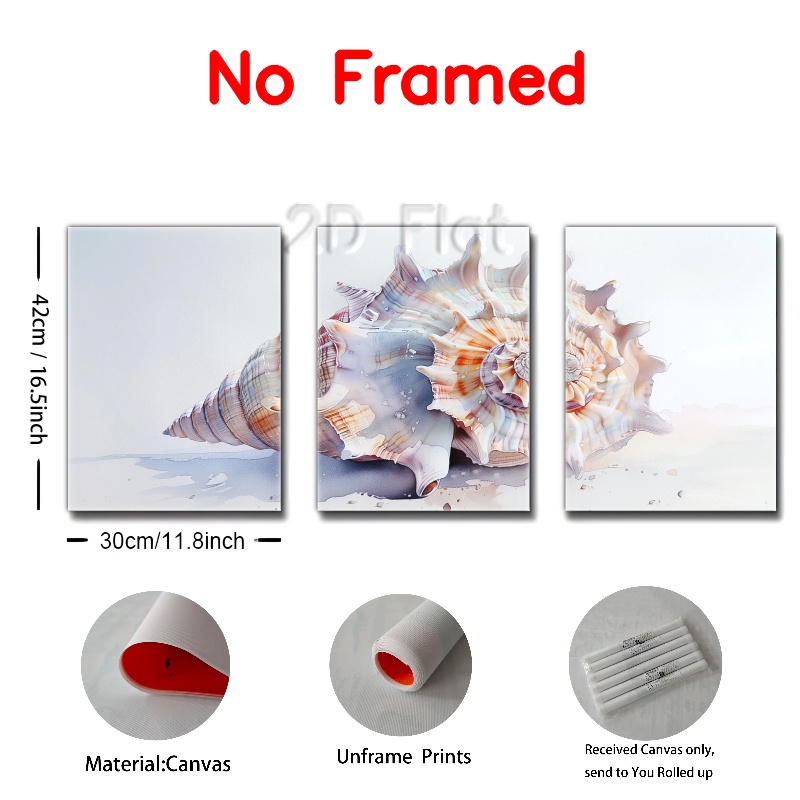 No Framed
2D Flat
42cm / 16.5inch
30cm/11.8inch
Material:Canvas
Unframe Prints
Received Canvas only,
send to You Rolled up